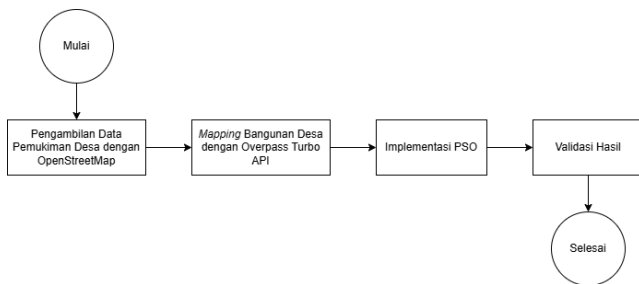 Mulai
Pengambilan Data
Pemukiman Desa dengan
OpenStreetMap
Mapping Bangunan Desa
dengan Overpass Turbo
API
Implementasi PSO
Validasi Hasil
Selesai